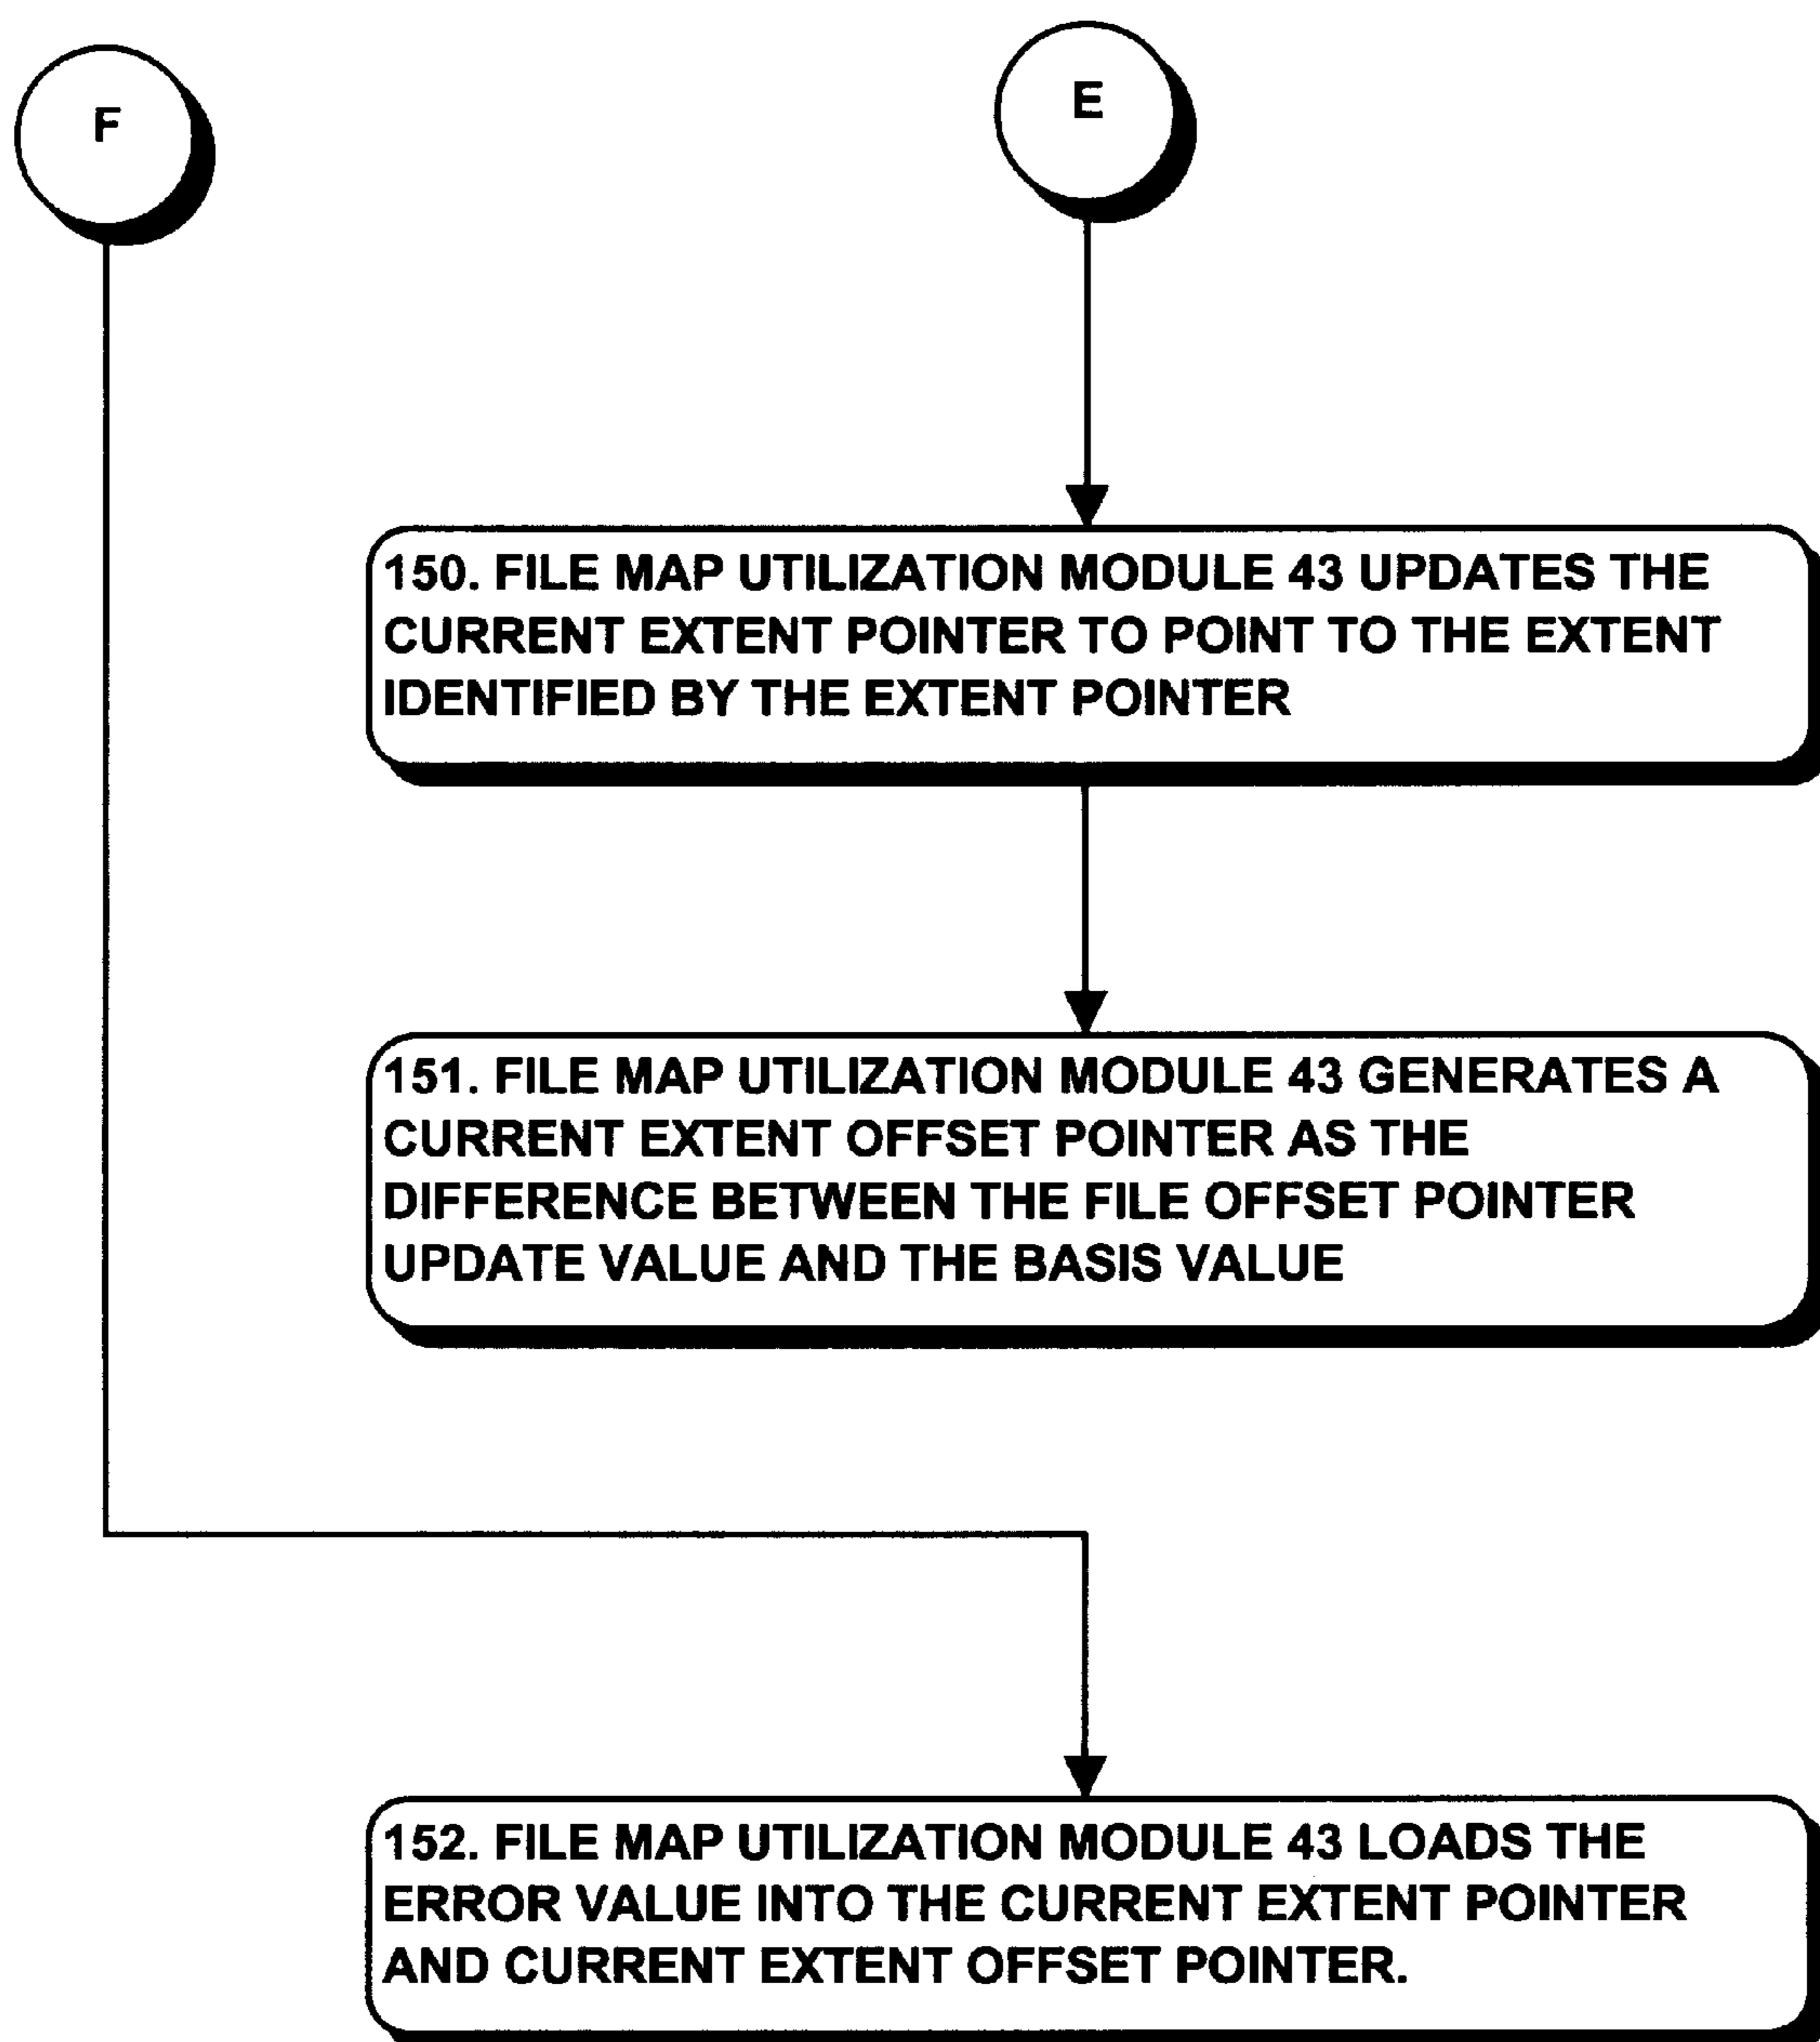 F
E
150. FILE MAP UTILIZATION MODULE 43 UPDATES THE
CURRENT EXTENT POINTER TO POINT TO THE EXTENT
IDENTIFIED BY THE EXTENT POINTER
151. FILE MAP UTILIZATION MODULE 43 GENERATES A
CURRENT EXTENT OFFSET POINTER AS THE
DIFFERENCE BETWEEN THE FILE OFFSET POINTER
UPDATE VALUE AND THE BASIS VALUE
152. FILE MAP UTILIZATION MODULE 43 LOADS THE
ERROR VALUE INTO THE CURRENT EXTENT POINTER
AND CURRENT EXTENT OFFSET POINTER.